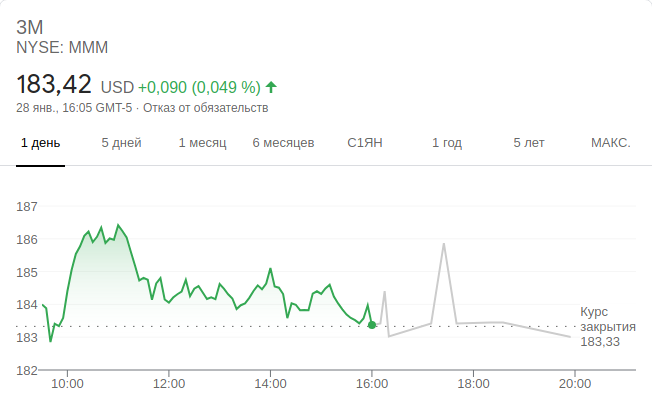 3M
NYSE: MMM
183,42 USD +0,090 (0,049 %)
28 янв., 16:05 GMT-5 · Отказ от обязательств
1 день 5 дней 1 месяц 6 месяцев С1ЯН 1 год 5 лет МАКС.
187
186
185
184
183
182
Курс
закрытия
183,33
10:00 12:00 14:00 16:00 18:00 20:00